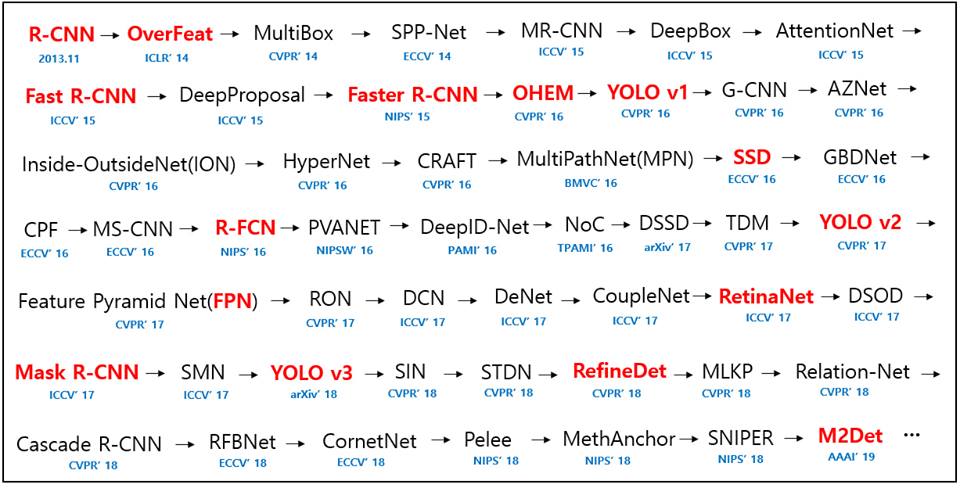 R-CNN → OverFeat → MultiBox → SPP-Net → MR-CNN → DeepBox → AttentionNet →
2013.11 ICLR' 14 CVPR' 14 ECCV' 14 ICCV' 15 ICCV' 15 ICCV' 15
Fast R-CNN → DeepProposal → Faster R-CNN → OHEM → YOLO v1 → G-CNN → AZNet →
ICCV' 15 ICCV' 15 NIPS' 15 CVPR' 16 CVPR' 16 CVPR' 16 CVPR' 16
Inside-OutsideNet(ION) → HyperNet → CRAFT → MultiPathNet(MPN) → SSD → GBDNet →
CVPR' 16 CVPR' 16 CVPR' 16 BMVC' 16 ECCV' 16 ECCV' 16
CPF → MS-CNN → R-FCN → PVANET → DeepID-Net → NoC → DSSD → TDM → YOLO v2 →
ECCV' 16 ECCV' 16 NIPS' 16 NIPSW' 16 PAMI' 16 TPAMI' 16 arXiv' 17 CVPR' 17 CVPR' 17
Feature Pyramid Net(FPN) → RON → DCN → DeNet → CoupleNet → RetinaNet → DSOD →
CVPR' 17 CVPR' 17 ICCV' 17 ICCV' 17 ICCV' 17 ICCV' 17 ICCV' 17
Mask R-CNN → SMN → YOLO v3 → SIN → STDN → RefineDet → MLKP → Relation-Net →
ICCV' 17 ICCV' 17 arXiv' 18 CVPR' 18 CVPR' 18 CVPR' 18 CVPR' 18 CVPR' 18
Cascade R-CNN → RFBNet → CornetNet → Pelee → MethAnchor → SNIPER → M2Det ···
CVPR' 18 ECCV' 18 ECCV' 18 NIPS' 18 NIPS' 18 NIPS' 18 AAAI' 19